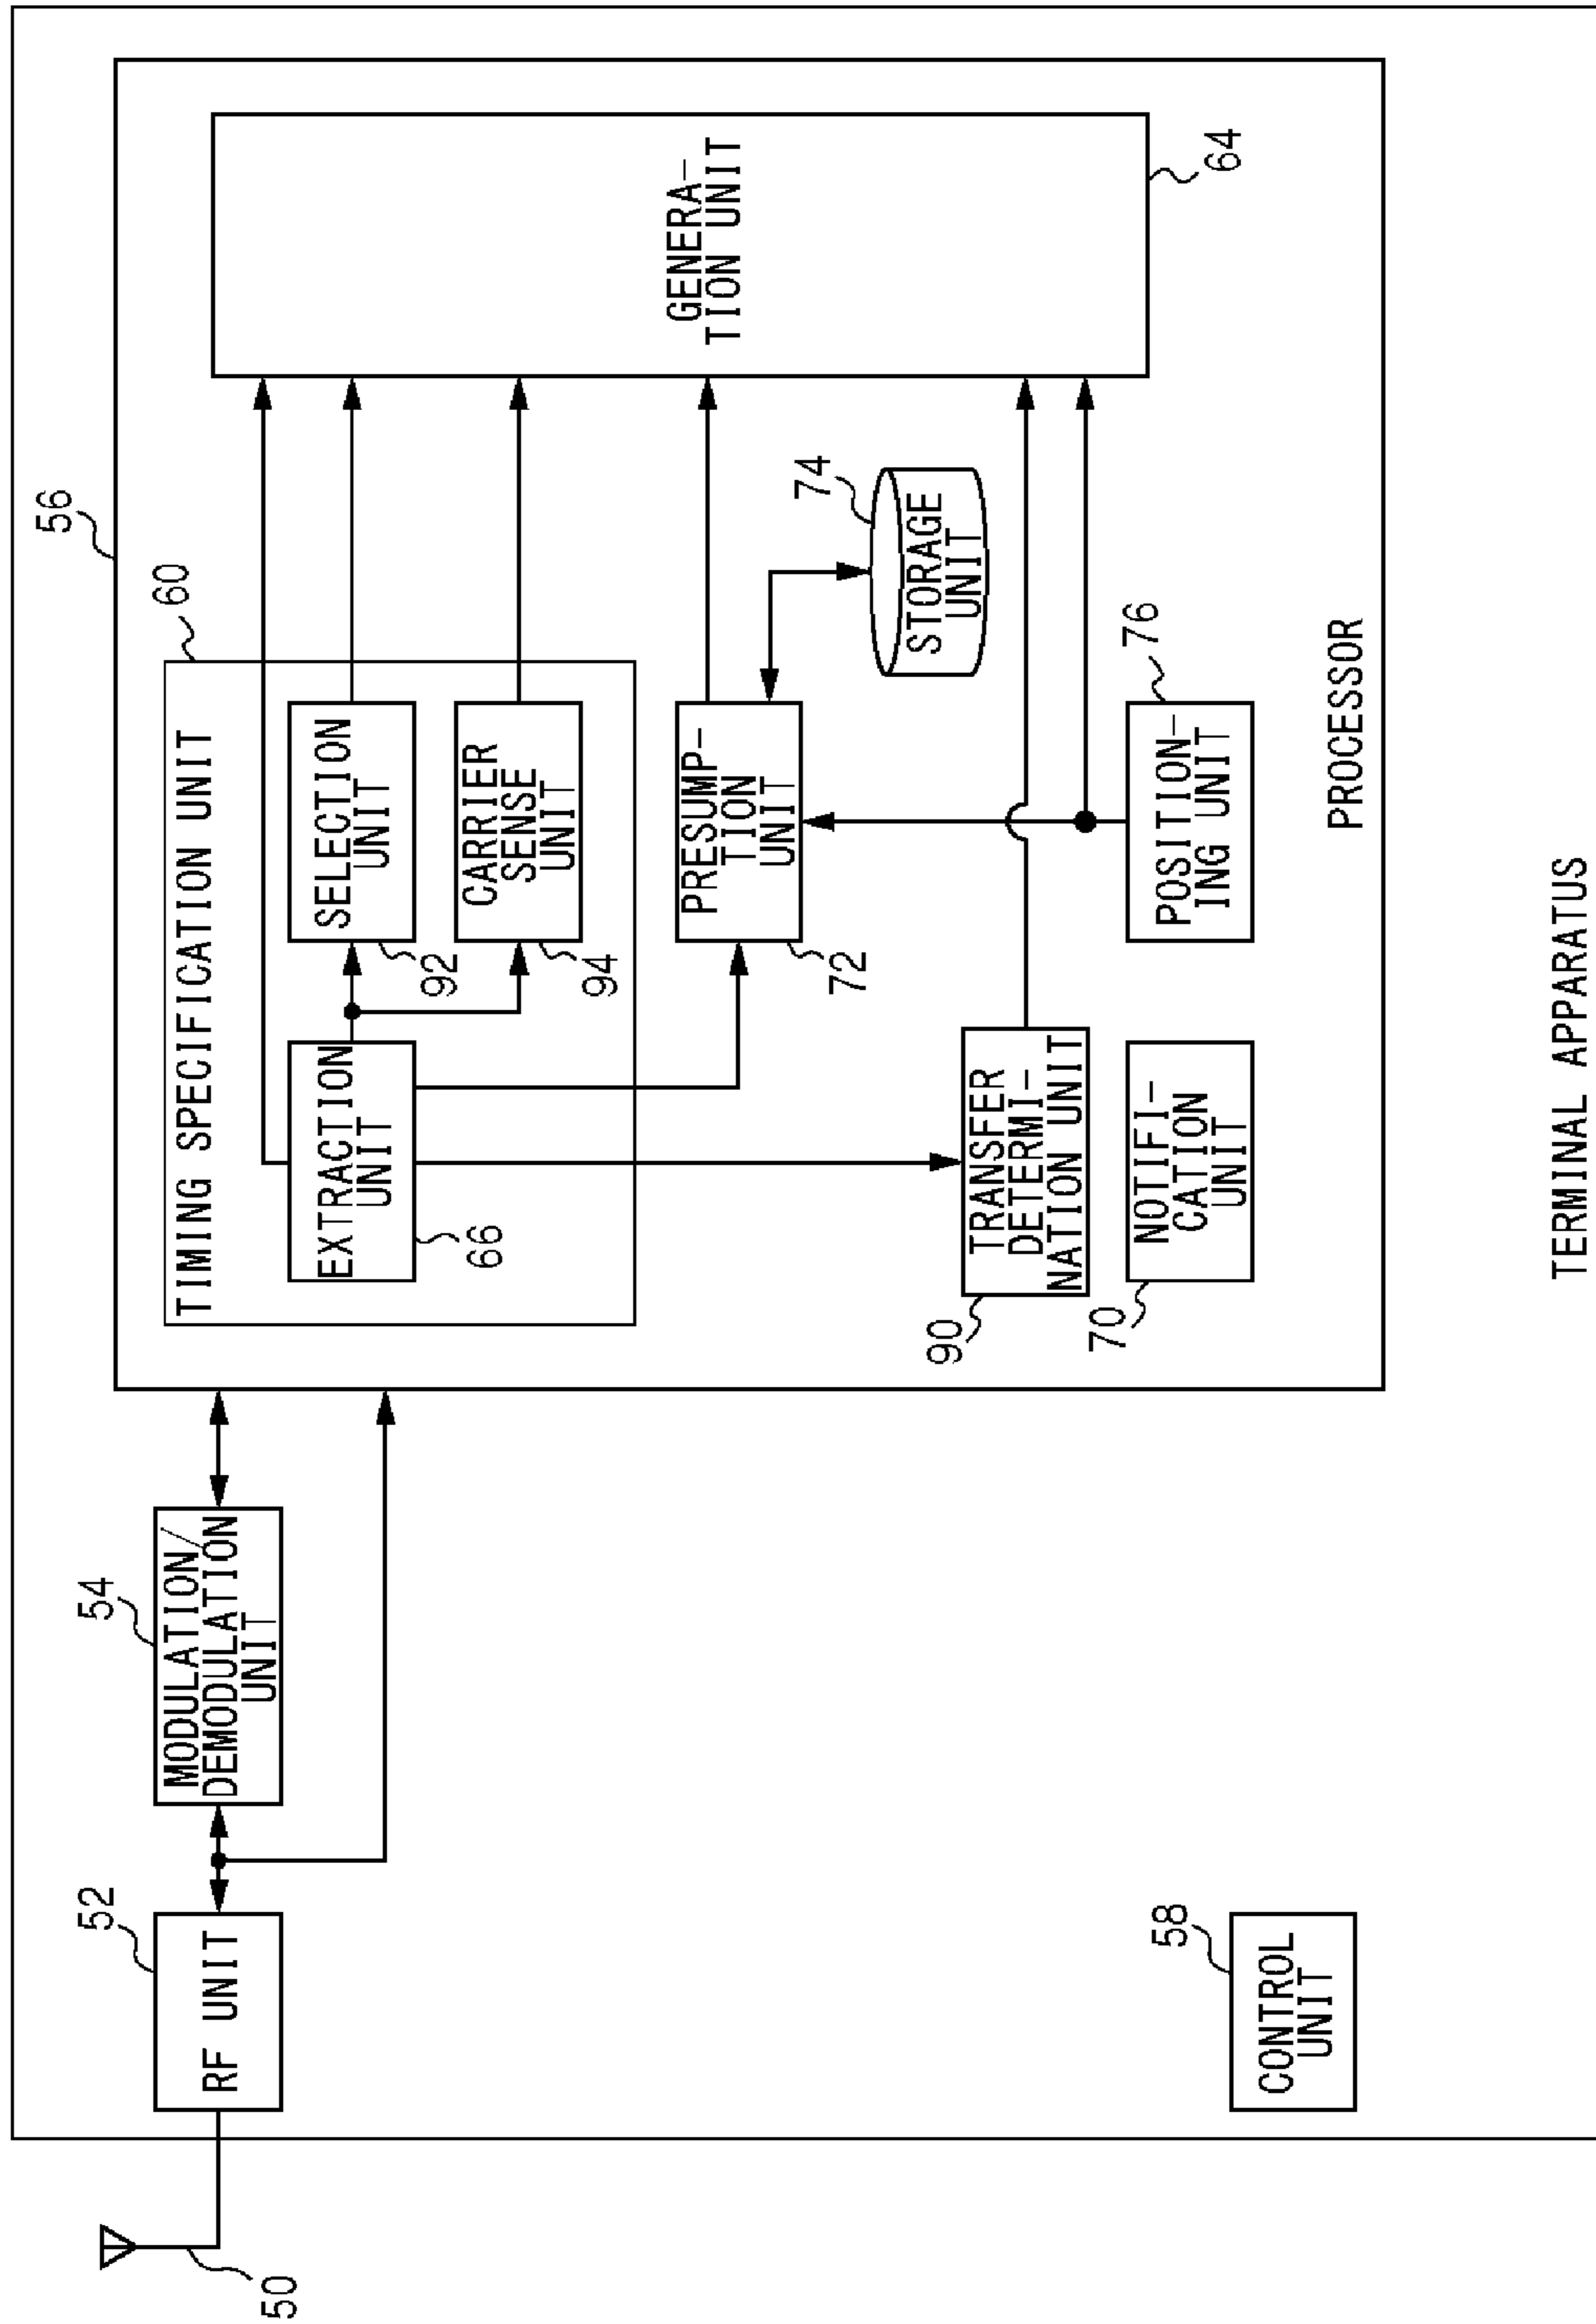 56
60
TIMING SPECIFICATION UNIT
54
52
MODULATION/
DEMODULATION
UNIT
RF UNIT
50
EXTRACTION
UNIT
66
SELECTION
UNIT
92
CARRIER
SENSE
UNIT
94
GENERA-
TION UNIT
64
PRESUMP-
TION
UNIT
72
74
STORAGE
UNIT
TRANSFER
DETERMI-
NATION UNIT
90
NOTIFI-
CATION
UNIT
70
POSITION-
ING UNIT
76
58
CONTROL
UNIT
PROCESSOR
TERMINAL APPARATUS